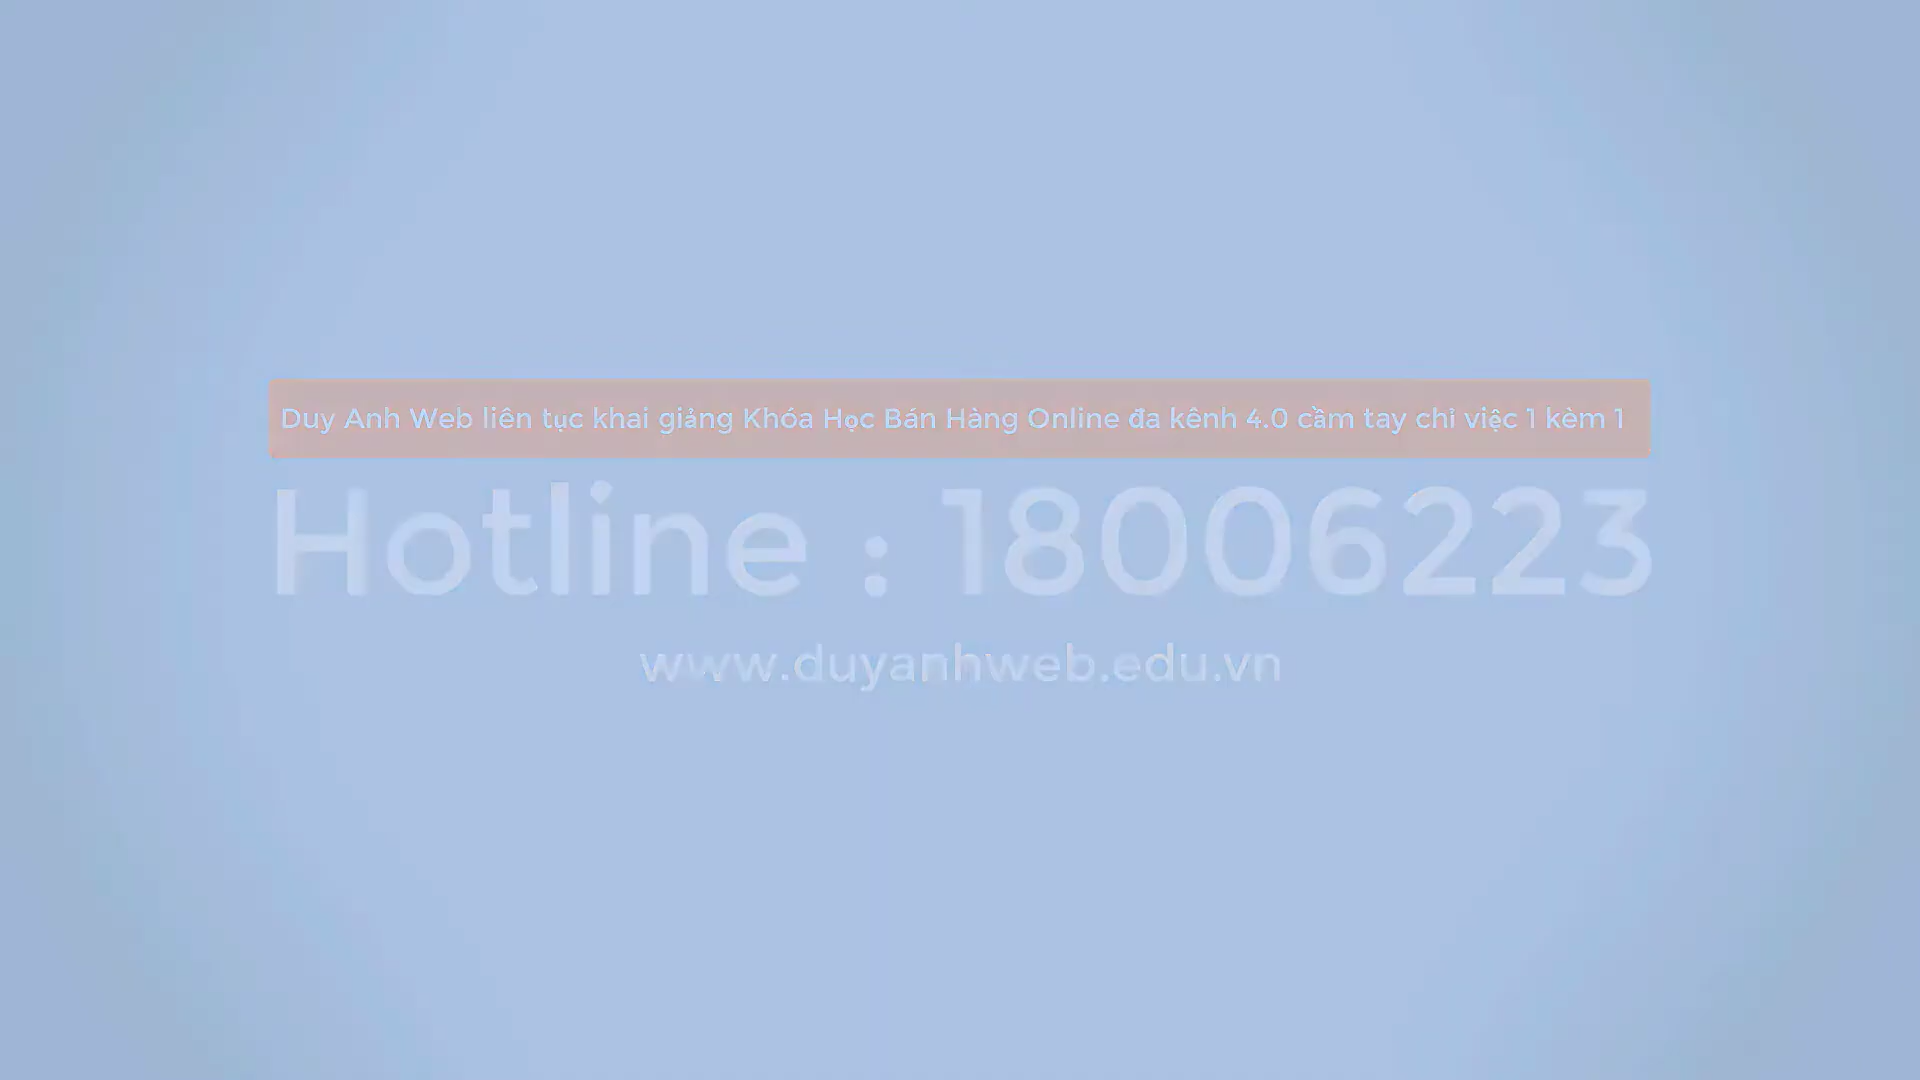 Duy Anh Web liên tục khai giảng Khóa Học Bán Hàng Online đa kênh 4.0 cầm tay chỉ việc 1 kèm 1
Hotline : 18006223
www.duyanhweb.edu.vn